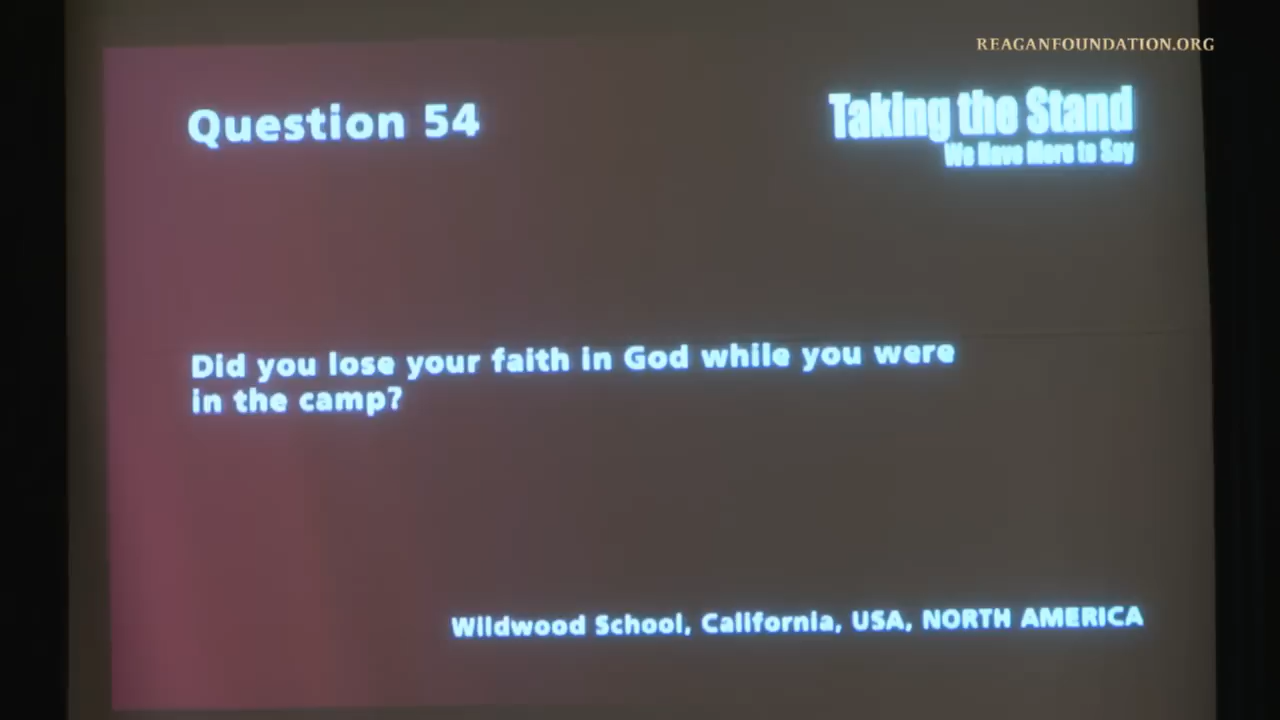 REAGANFOUNDATION.ORG
Question 54
Taking the Stand
We Have More to Say
Did you lose your faith in God while you were
in the camp?
Wildwood School, California, USA, NORTH AMERICA